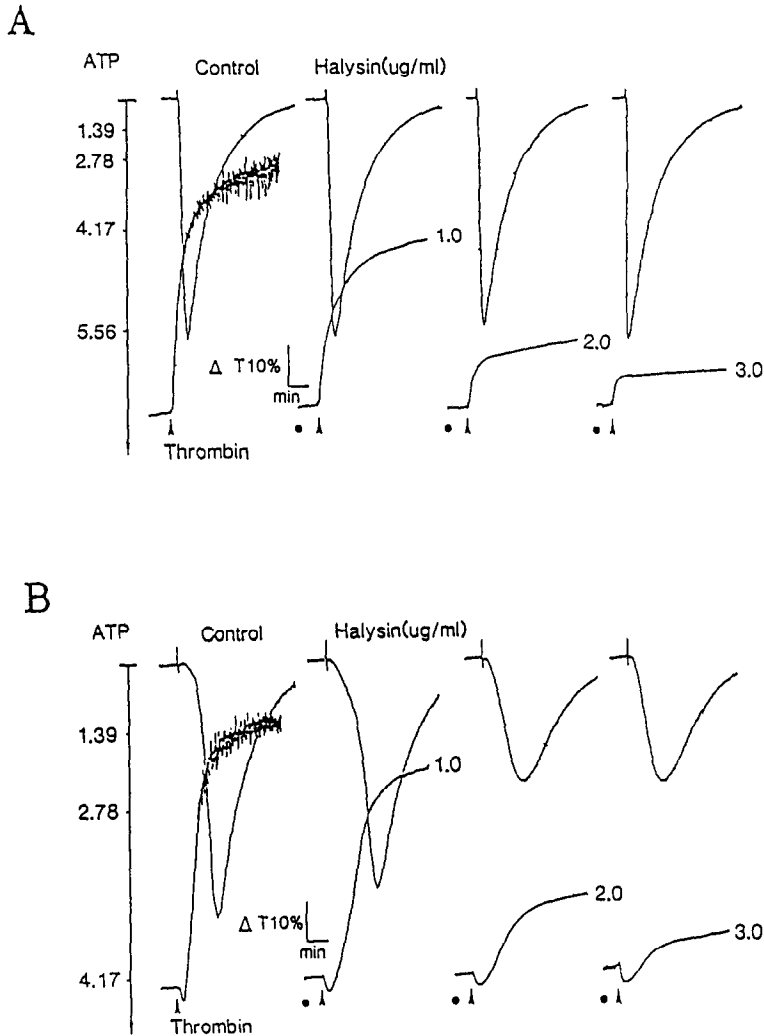 A
ATP
Control
Halysin(ug/ml)
1.39
2.78
4.17
5.56
1.0
2.0
3.0
Δ T10%
min
Thrombin
B
ATP
Control
Halysin(ug/ml)
1.39
2.78
4.17
1.0
2.0
3.0
Δ T10%
min
Thrombin